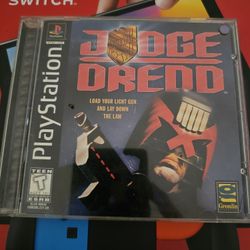 SWITCH
PlayStation
JUDGE
DREDD
LOAD YOUR LIGHT GUN
AND LAY DOWN
THE LAW
TEEN
T
ESRB
Gremlin